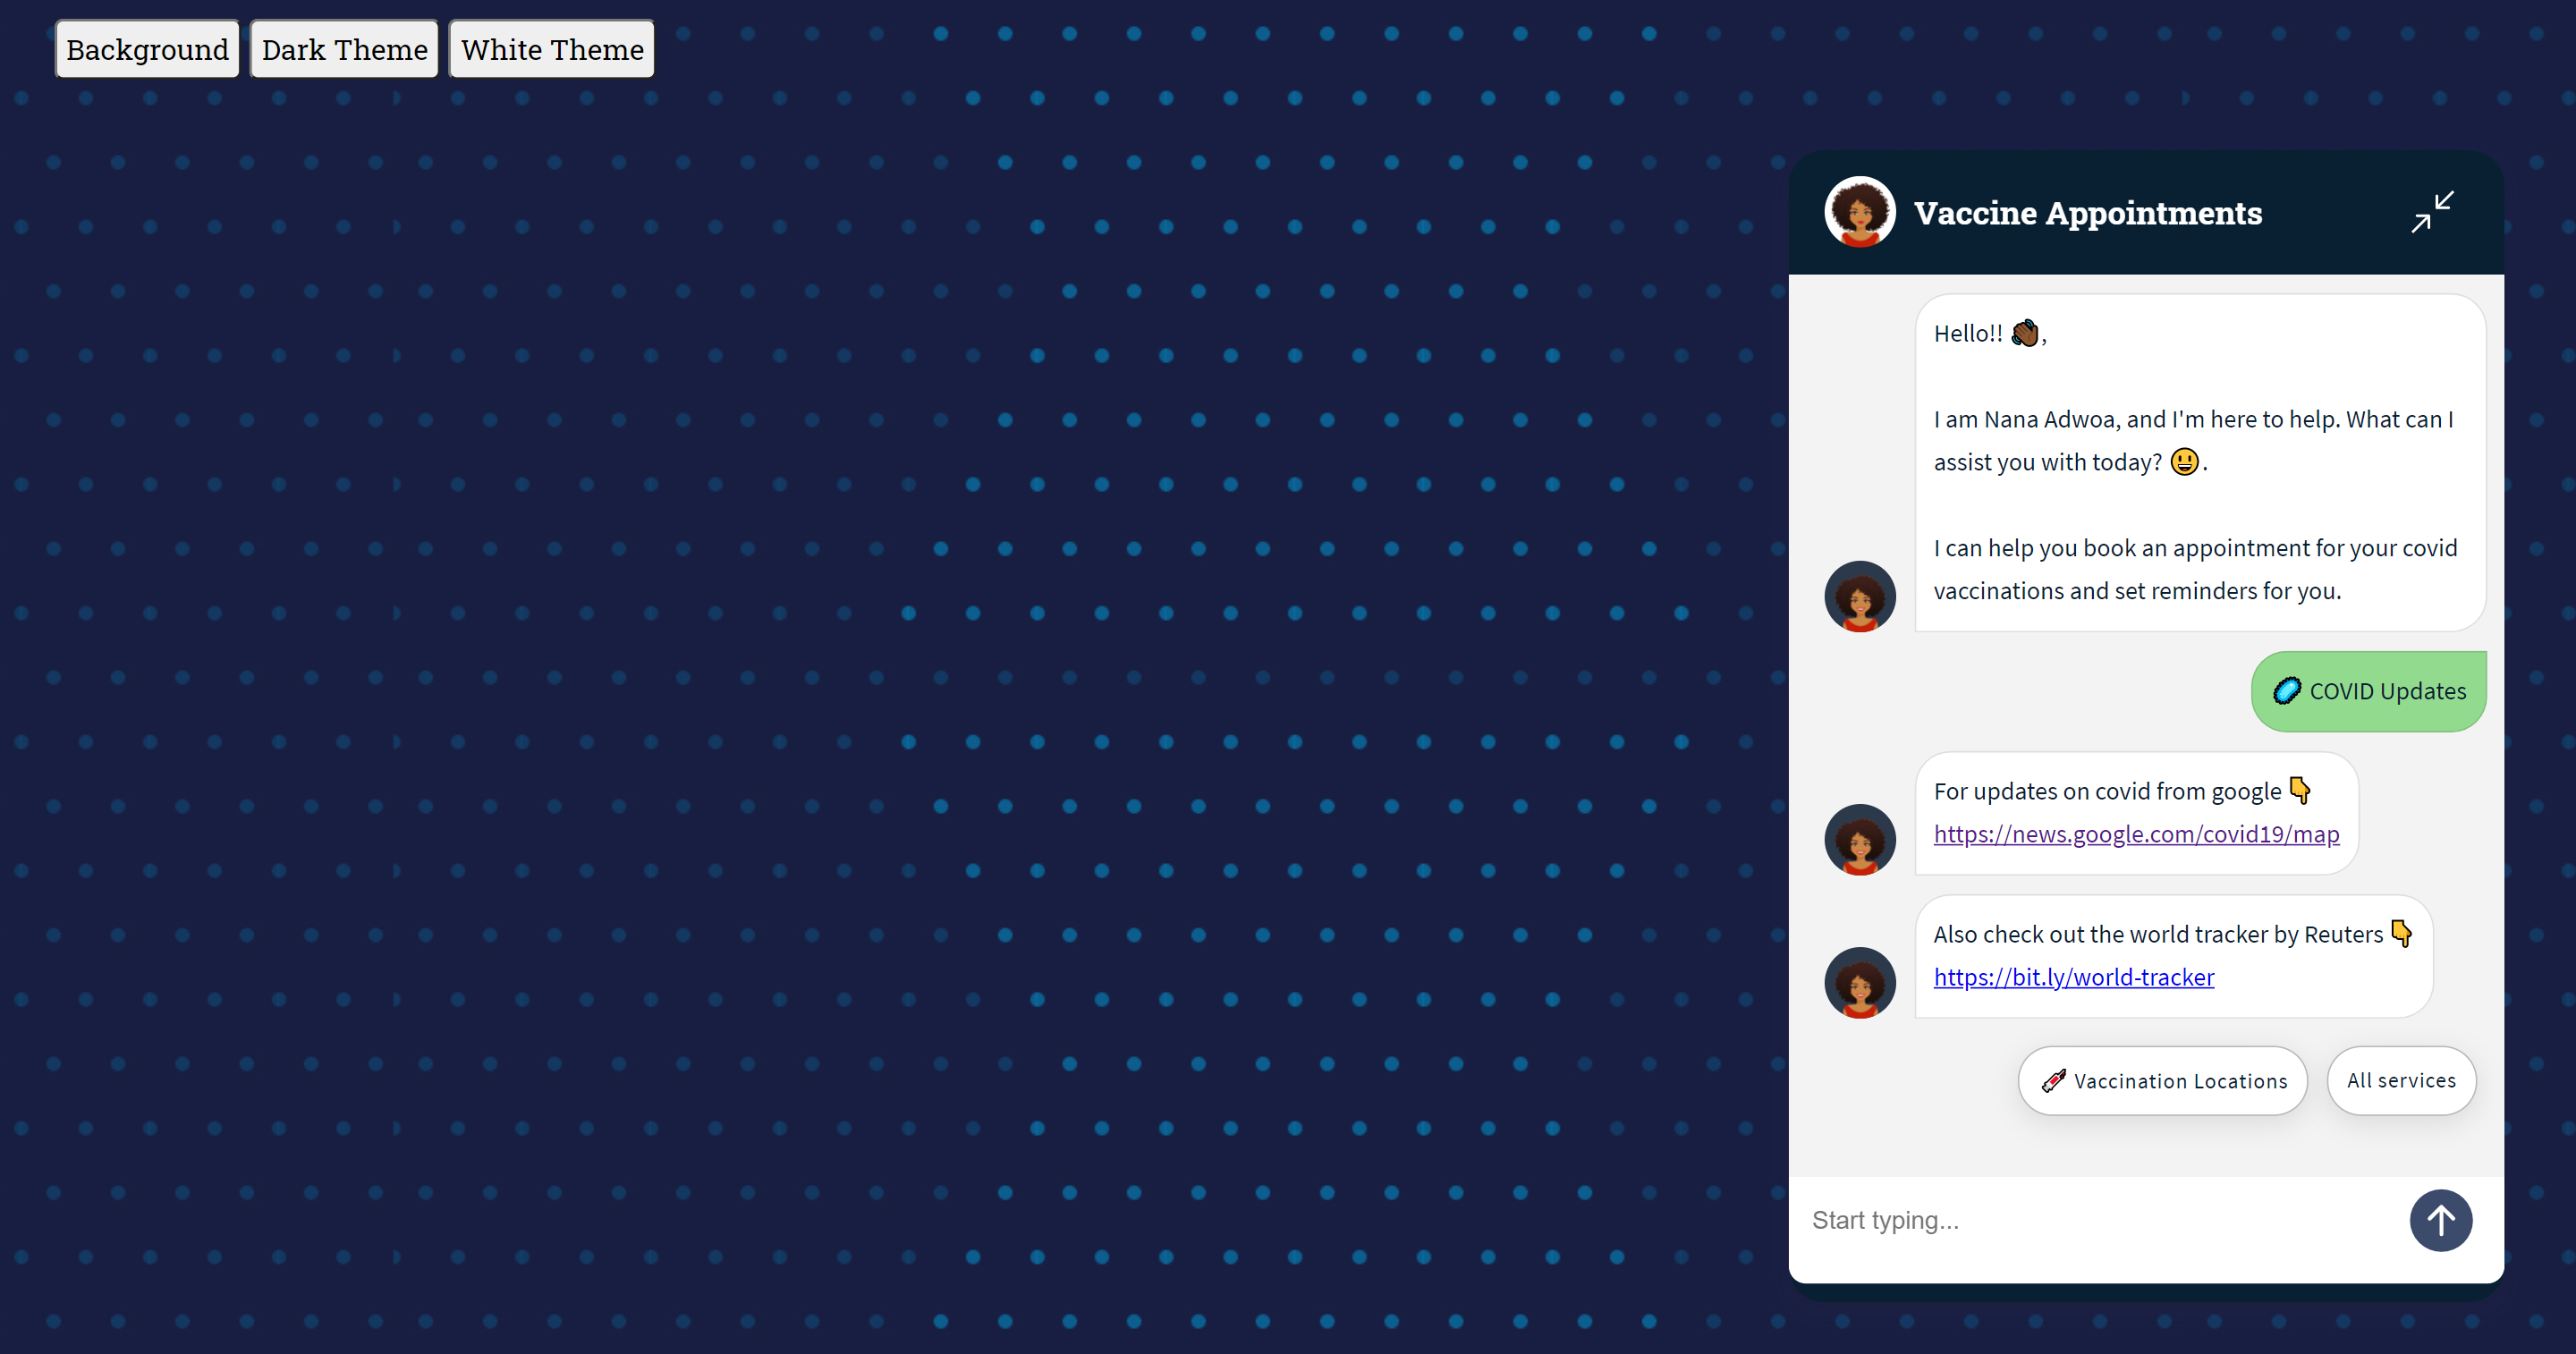 Background Dark Theme White Theme
Vaccine Appointments
Hello!! 👋🏾,
I am Nana Adwoa, and I'm here to help. What can I
assist you with today? 😃.
I can help you book an appointment for your covid
vaccinations and set reminders for you.
🦠 COVID Updates
For updates on covid from google 👇
https://news.google.com/covid19/map
Also check out the world tracker by Reuters 👇
https://bit.ly/world-tracker
💉 Vaccination Locations All services
Start typing...